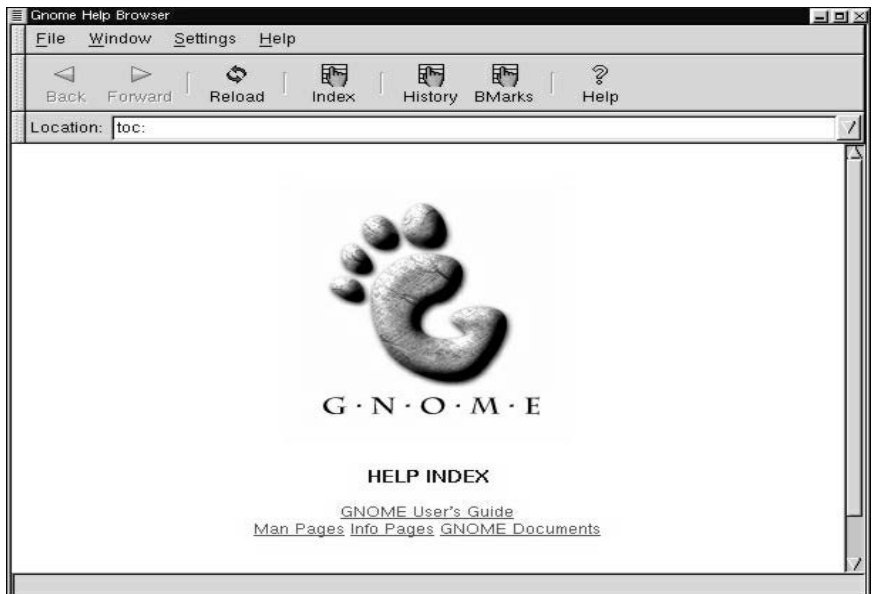 Gnome Help Browser
File Window Settings Help
Back Forward Reload Index History BMarks Help
Location: toc:
G·N·O·M·E
HELP INDEX
GNOME User's Guide
Man Pages Info Pages GNOME Documents